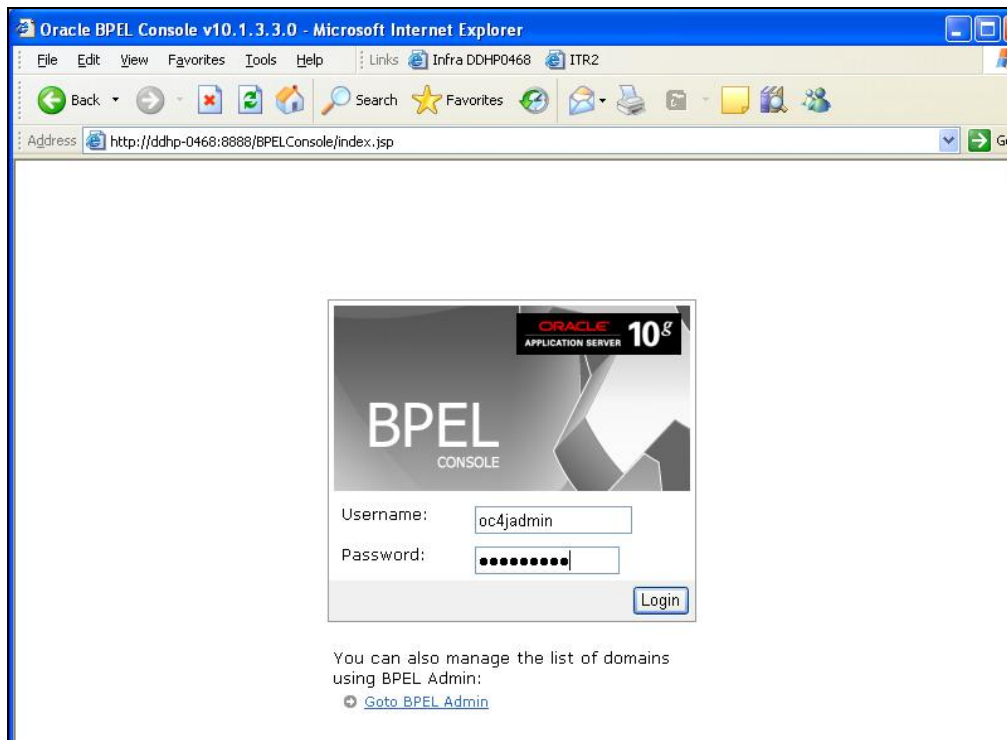 Oracle BPEL Console v10.1.3.3.0 - Microsoft Internet Explorer
File Edit View Favorites Tools Help Links Infra DDHP0468 ITR2
Back Search Favorites
Address http://ddhp-0468:8888/BPELConsole/index.jsp
ORACLE
APPLICATION SERVER 10g
BPEL
CONSOLE
Username: oc4jadmin
Password: ●●●●●●●●●
Login
You can also manage the list of domains
using BPEL Admin:
Goto BPEL Admin